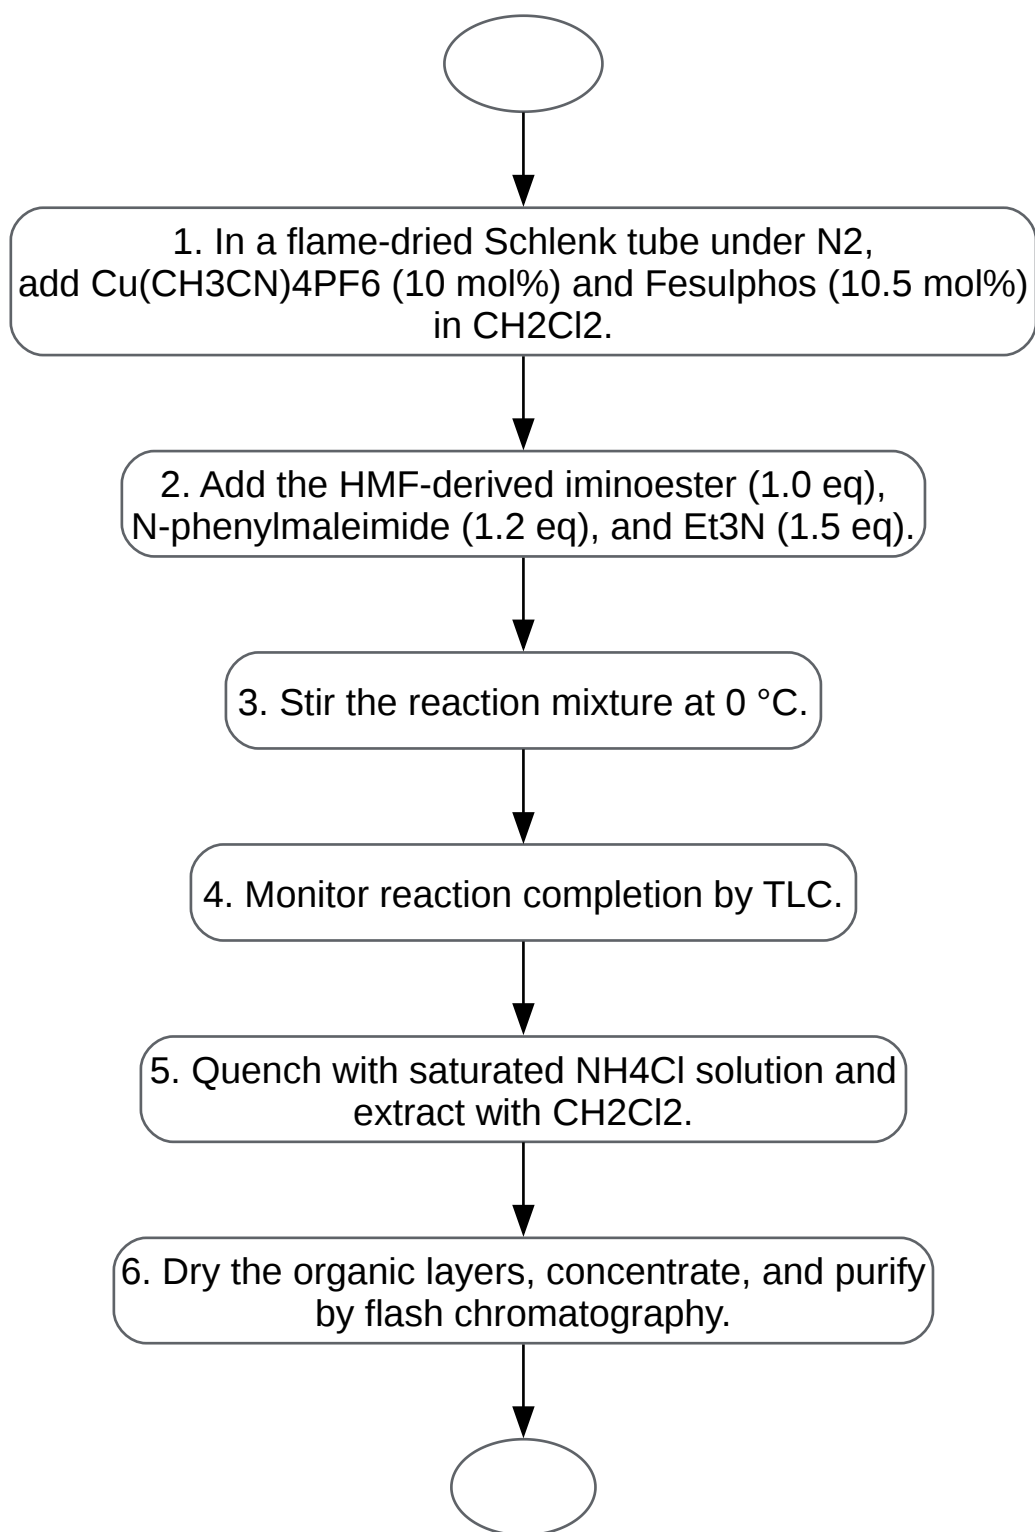 1. In a flame-dried Schlenk tube under N2,
add Cu(CH3CN)4PF6 (10 mol%) and Fesulphos (10.5 mol%)
in CH2Cl2.
2. Add the HMF-derived iminoester (1.0 eq),
N-phenylmaleimide (1.2 eq), and Et3N (1.5 eq).
3. Stir the reaction mixture at 0 °C.
4. Monitor reaction completion by TLC.
5. Quench with saturated NH4Cl solution and
extract with CH2Cl2.
6. Dry the organic layers, concentrate, and purify
by flash chromatography.